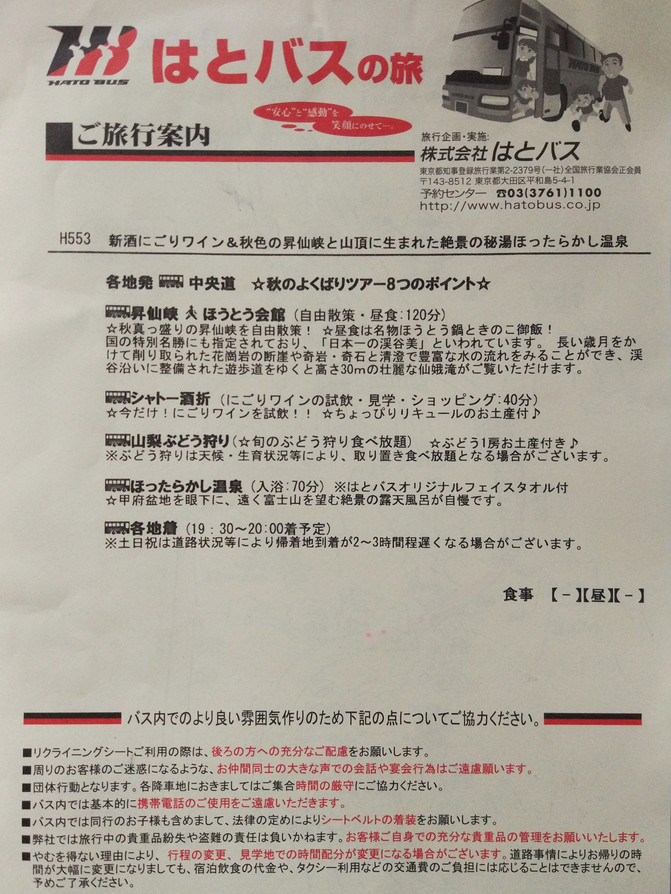 HATO BUS
はとバスの旅
"安心"と"感動"を
笑顔にのせて―。
ご旅行案内
旅行企画・実施:
株式会社 はとバス
東京都知事登録旅行業第2-2379号(一社)全国旅行業協会正会員
〒143-8512 東京都大田区平和島5-4-1
予約センター ☎03(3761)1100
http://www.hatobus.co.jp
H553 新酒にごりワイン＆秋色の昇仙峡と山頂に生まれた絶景の秘湯ほったらかし温泉
各地発 中央道 ☆秋のよくばりツアー8つのポイント☆
昇仙峡 ほうとう会館 (自由散策・昼食:120分)
☆秋真っ盛りの昇仙峡を自由散策！ ☆昼食は名物ほうとう鍋ときのこ御飯！
国の特別名勝にも指定されており、「日本一の渓谷美」といわれています。 長い歳月をか
けて削り取られた花崗岩の断崖や奇岩・奇石と清澄で豊富な水の流れをみることができ、渓
谷沿いに整備された遊歩道をゆくと高さ30mの壮麗な仙娥滝がご覧いただけます。
シャトー酒折 (にごりワインの試飲・見学・ショッピング:40分)
☆今だけ！にごりワインを試飲！！ ☆ちょっぴりリキュールのお土産付♪
山梨ぶどう狩り(☆旬のぶどう狩り食べ放題) ☆ぶどう1房お土産付き♪
※ぶどう狩りは天候・生育状況等により、取り置き食べ放題となる場合がございます。
ほったらかし温泉 (入浴:70分) ※はとバスオリジナルフェイスタオル付
☆甲府盆地を眼下に、遠く富士山を望む絶景の露天風呂が自慢です。
各地着 (19：30～20:00着予定)
※土日祝は道路状況等により帰着地到着が2～3時間程遅くなる場合がございます。
食事 【－】【昼】【－】
バス内でのより良い雰囲気作りのため下記の点についてご協力ください。
■リクライニングシートご利用の際は、後ろの方への充分なご配慮をお願いします。
■周りのお客様のご迷惑になるような、お仲間同士の大きな声での会話や宴会行為はご遠慮願います。
■団体行動となります。各降車地におきましてはご集合時間の厳守にご協力ください。
■バス内では基本的に携帯電話のご使用をご遠慮いただきます。
■バス内では同行のお子様も含めまして、法律の定めによりシートベルトの着装をお願いします。
■弊社では旅行中の貴重品紛失や盗難の責任は負いかねます。お客様ご自身での充分な貴重品の管理をお願いいたします。
■やむを得ない理由により、行程の変更、見学地での時間配分が変更になる場合がございます。道路事情によりお帰りの時
間が大幅に変更になりましても、宿泊飲食の代金や、タクシー利用などの交通費のご負担には応じることはできませんので、
予めご了承ください。